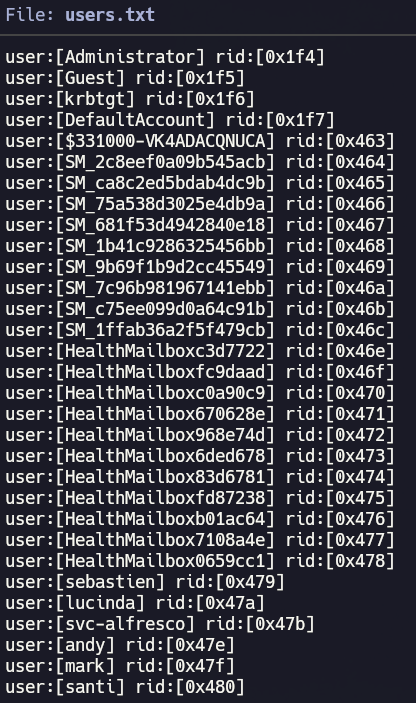 File: users.txt
user:[Administrator] rid:[0x1f4]
user:[Guest] rid:[0x1f5]
user:[krbtgt] rid:[0x1f6]
user:[DefaultAccount] rid:[0x1f7]
user:[$331000-VK4ADACQNUCA] rid:[0x463]
user:[SM_2c8eef0a09b545acb] rid:[0x464]
user:[SM_ca8c2ed5bdab4dc9b] rid:[0x465]
user:[SM_75a538d3025e4db9a] rid:[0x466]
user:[SM_681f53d4942840e18] rid:[0x467]
user:[SM_1b41c9286325456bb] rid:[0x468]
user:[SM_9b69f1b9d2cc45549] rid:[0x469]
user:[SM_7c96b981967141ebb] rid:[0x46a]
user:[SM_c75ee099d0a64c91b] rid:[0x46b]
user:[SM_1ffab36a2f5f479cb] rid:[0x46c]
user:[HealthMailboxc3d7722] rid:[0x46e]
user:[HealthMailboxfc9daad] rid:[0x46f]
user:[HealthMailboxc0a90c9] rid:[0x470]
user:[HealthMailbox670628e] rid:[0x471]
user:[HealthMailbox968e74d] rid:[0x472]
user:[HealthMailbox6ded678] rid:[0x473]
user:[HealthMailbox83d6781] rid:[0x474]
user:[HealthMailboxfd87238] rid:[0x475]
user:[HealthMailboxb01ac64] rid:[0x476]
user:[HealthMailbox7108a4e] rid:[0x477]
user:[HealthMailbox0659cc1] rid:[0x478]
user:[sebastien] rid:[0x479]
user:[lucinda] rid:[0x47a]
user:[svc-alfresco] rid:[0x47b]
user:[andy] rid:[0x47e]
user:[mark] rid:[0x47f]
user:[santi] rid:[0x480]